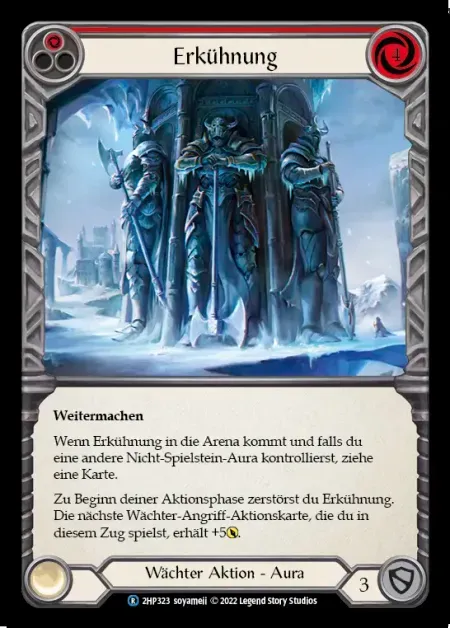 4
Erkühnung
Weitermachen
Wenn Erkühnung in die Arena kommt und falls du
eine andere Nicht-Spielstein-Aura kontrollierst, ziehe
eine Karte.
Zu Beginn deiner Aktionsphase zerstörst du Erkühnung.
Die nächste Wächter-Angriff-Aktionskarte, die du in
diesem Zug spielst, erhält +5.
Wächter Aktion - Aura
3
R 2HP323 soyameii © 2022 Legend Story Studios